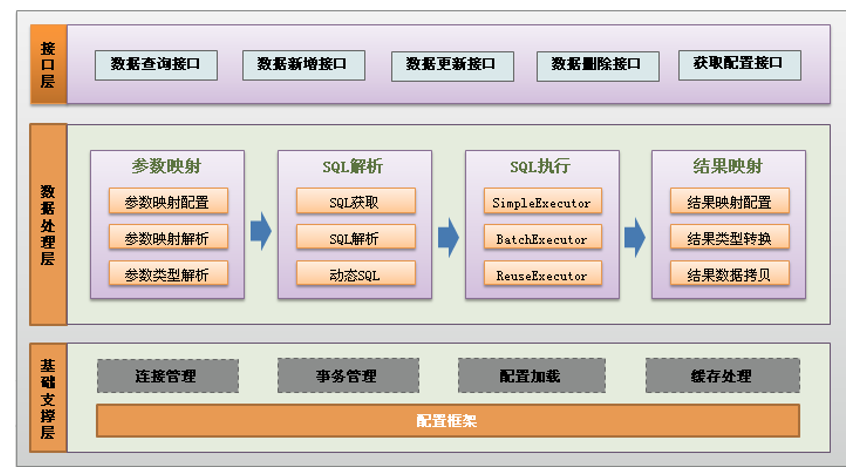 接口层
数据查询接口
数据新增接口
数据更新接口
数据删除接口
获取配置接口
数据处理层
参数映射
参数映射配置
参数映射解析
参数类型解析
SQL解析
SQL获取
SQL解析
动态SQL
SQL执行
SimpleExecutor
BatchExecutor
ReuseExecutor
结果映射
结果映射配置
结果类型转换
结果数据拷贝
基础支撑层
连接管理
事务管理
配置加载
缓存处理
配置框架